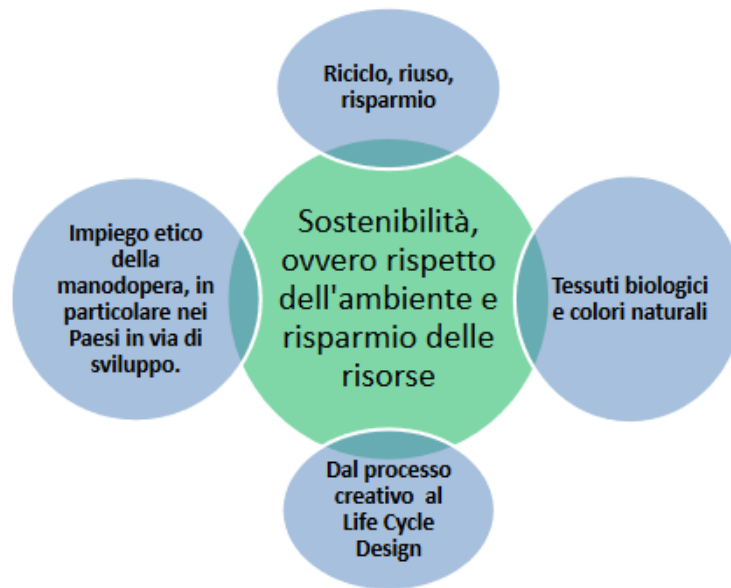 Riciclo, riuso,
risparmio
Impiego etico
della
manodopera, in
particolare nei
Paesi in via di
sviluppo.
Sostenibilità,
ovvero rispetto
dell'ambiente e
risparmio delle
risorse
Tessuti biologici
e colori naturali
Dal processo
creativo al
Life Cycle
Design